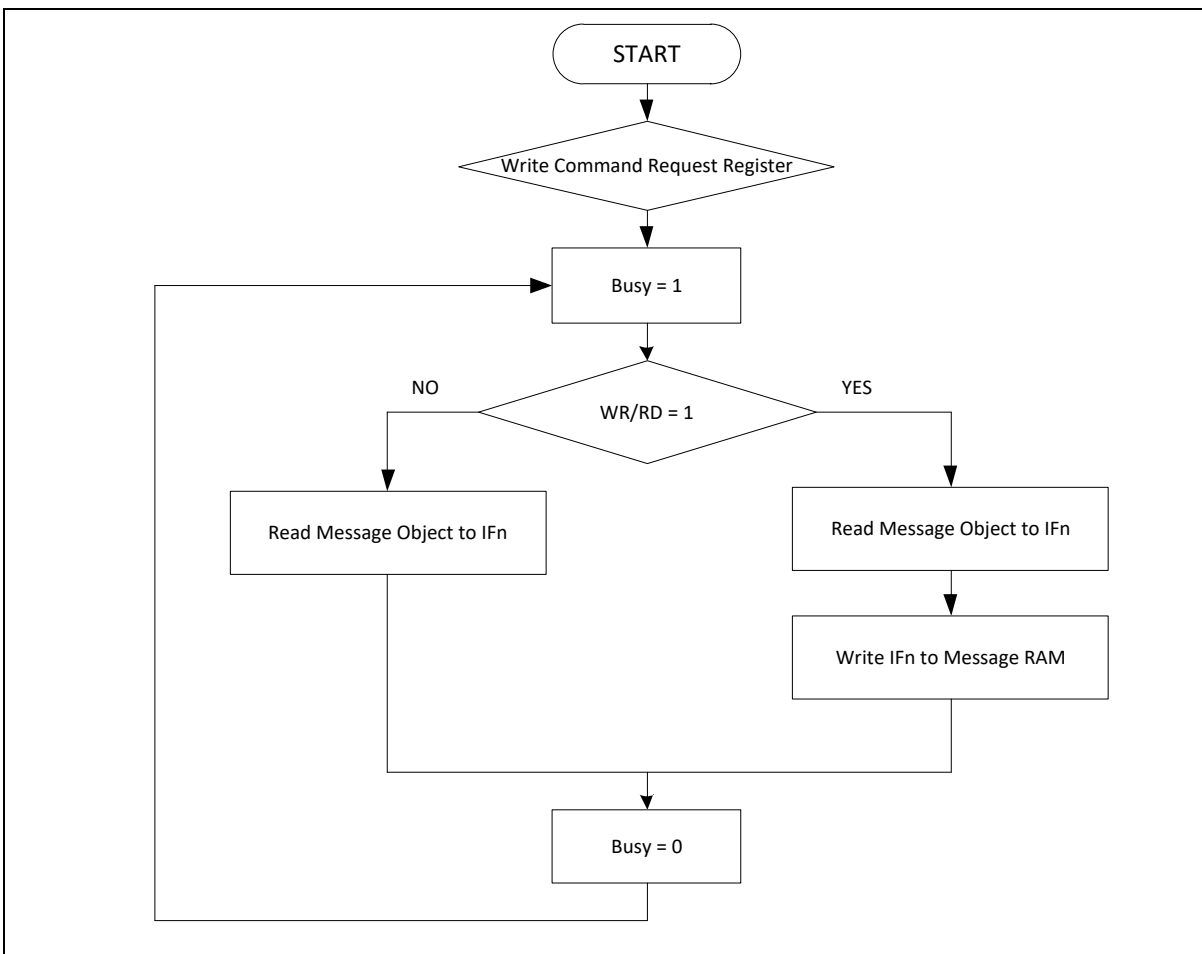 START
Write Command Request Register
Busy = 1
NO
YES
WR/RD = 1
Read Message Object to IFn
Read Message Object to IFn
Write IFn to Message RAM
Busy = 0